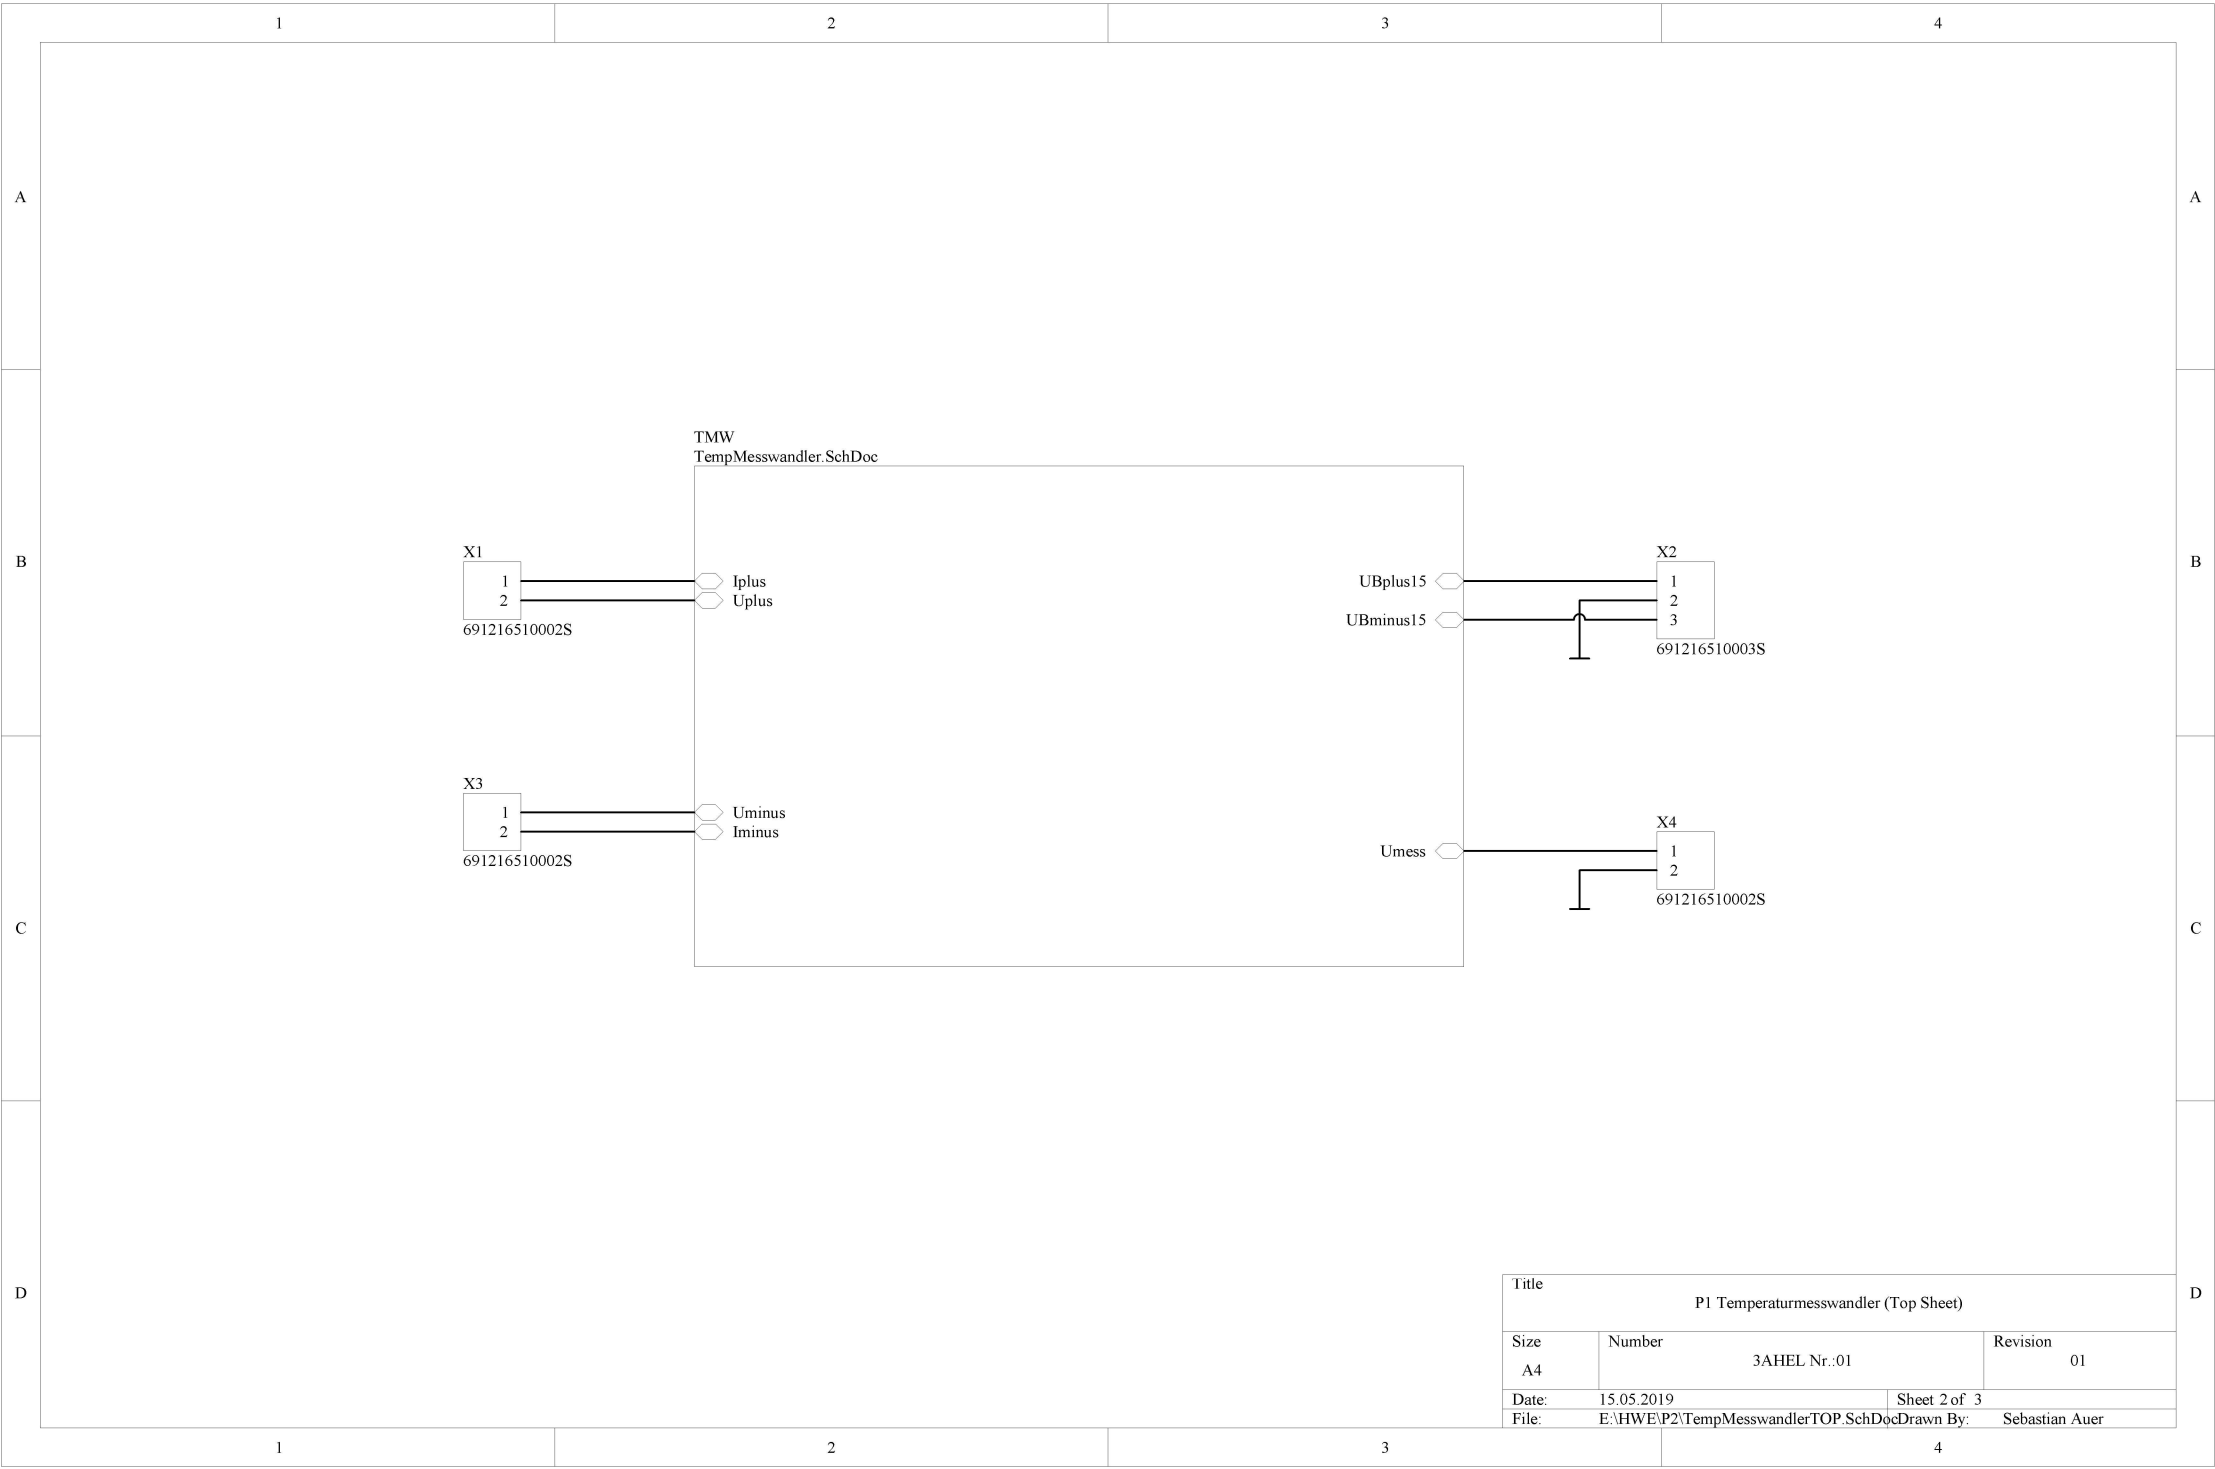 1 2 3 4
A A
TMW
TempMesswandler.SchDoc
X1 X2
B B
1 Iplus UBplus15 1
2 Uplus 2
UBminus15 3
691216510002S 691216510003S
X3 X4
1 Uminus
2 Iminus
Umess 1
691216510002S 2
691216510002S
C C
D D
Title
P1 Temperaturmesswandler (Top Sheet)
Size Number Revision
A4 3AHEL Nr.:01 01
Date: 15.05.2019 Sheet 2 of 3
File: E:\HWE\P2\TempMesswandlerTOP.SchDoc Drawn By: Sebastian Auer
1 2 3 4